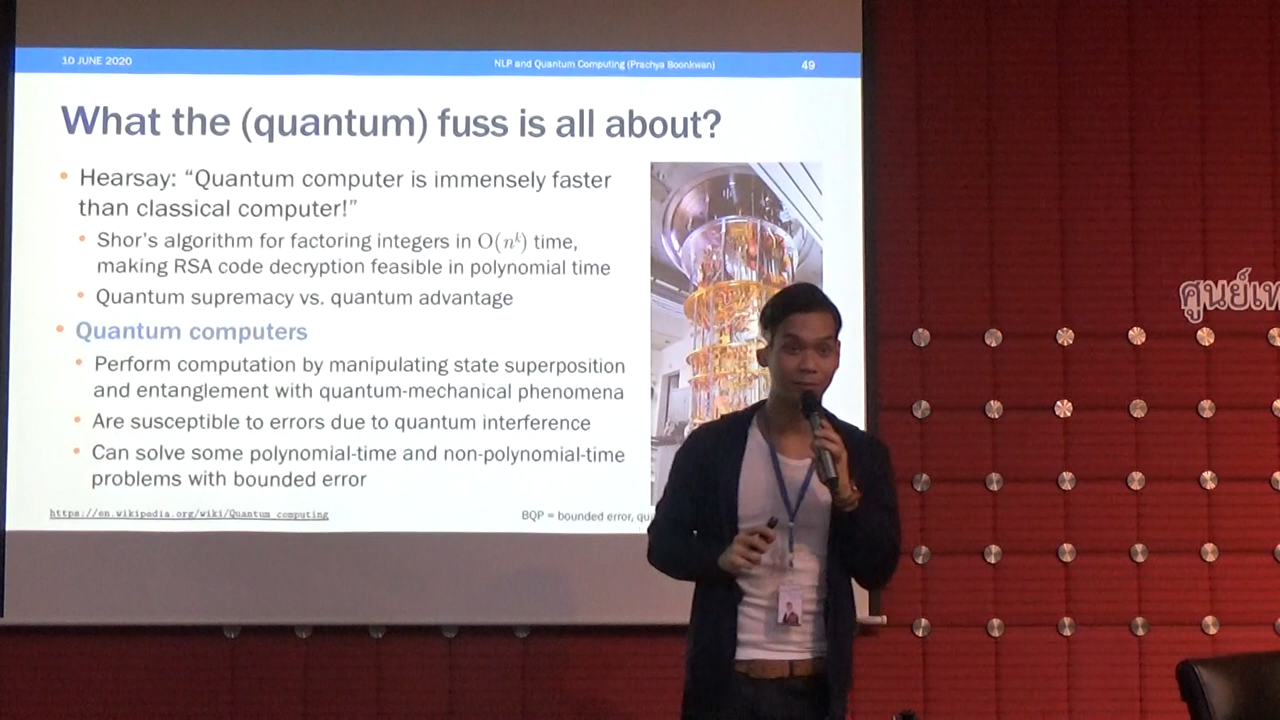 10 JUNE 2020
NLP and Quantum Computing (Prachya Boonkwan)
49
What the (quantum) fuss is all about?
• Hearsay: “Quantum computer is immensely faster
than classical computer!”
• Shor’s algorithm for factoring integers in O(nᵏ) time,
making RSA code decryption feasible in polynomial time
• Quantum supremacy vs. quantum advantage
• Quantum computers
• Perform computation by manipulating state superposition
and entanglement with quantum-mechanical phenomena
• Are susceptible to errors due to quantum interference
• Can solve some polynomial-time and non-polynomial-time
problems with bounded error
https://en.wikipedia.org/wiki/Quantum_computing
BQP = bounded error,
ศูนย์เท